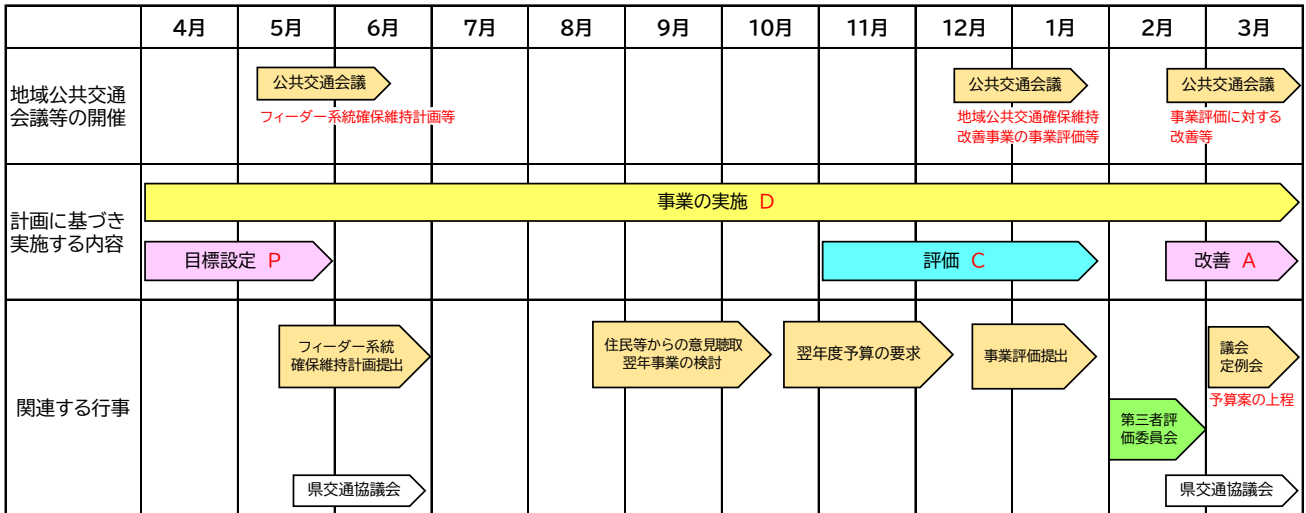 4月 5月 6月 7月 8月 9月 10月 11月 12月 1月 2月 3月
地域公共交通
会議等の開催
公共交通会議
フィーダー系統確保維持計画等
公共交通会議
地域公共交通確保維持
改善事業の事業評価等
公共交通会議
事業評価に対する
改善等
計画に基づき
実施する内容
事業の実施 D
目標設定 P
評価 C
改善 A
関連する行事
フィーダー系統
確保維持計画提出
住民等からの意見聴取
翌年事業の検討
翌年度予算の要求
事業評価提出
議会
定例会
予算案の上程
第三者評
価委員会
県交通協議会
県交通協議会